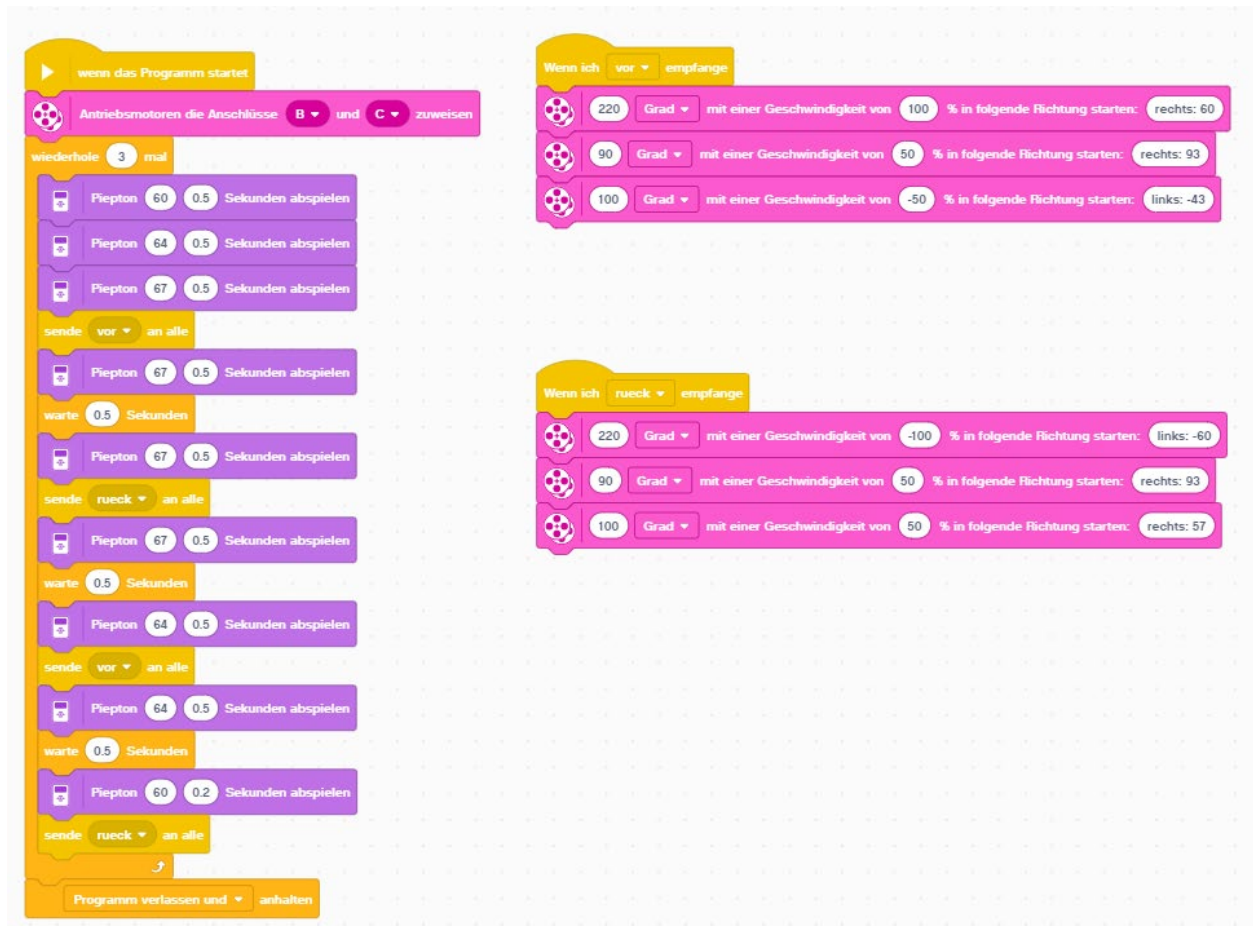 wenn das Programm startet
Antriebsmotoren die Anschlüsse B und C zuweisen
wiederhole 3 mal
Piepton 60 0.5 Sekunden abspielen
Piepton 64 0.5 Sekunden abspielen
Piepton 67 0.5 Sekunden abspielen
sende vor an alle
Piepton 67 0.5 Sekunden abspielen
warte 0.5 Sekunden
Piepton 67 0.5 Sekunden abspielen
sende rueck an alle
Piepton 67 0.5 Sekunden abspielen
warte 0.5 Sekunden
Piepton 64 0.5 Sekunden abspielen
sende vor an alle
Piepton 64 0.5 Sekunden abspielen
warte 0.5 Sekunden
Piepton 60 0.2 Sekunden abspielen
sende rueck an alle
Programm verlassen und anhalten
Wenn ich vor empfange
220 Grad mit einer Geschwindigkeit von 100 % in folgende Richtung starten: rechts: 60
90 Grad mit einer Geschwindigkeit von 50 % in folgende Richtung starten: rechts: 93
100 Grad mit einer Geschwindigkeit von -50 % in folgende Richtung starten: links: -43
Wenn ich rueck empfange
220 Grad mit einer Geschwindigkeit von -100 % in folgende Richtung starten: links: -60
90 Grad mit einer Geschwindigkeit von 50 % in folgende Richtung starten: rechts: 93
100 Grad mit einer Geschwindigkeit von 50 % in folgende Richtung starten: rechts: 57